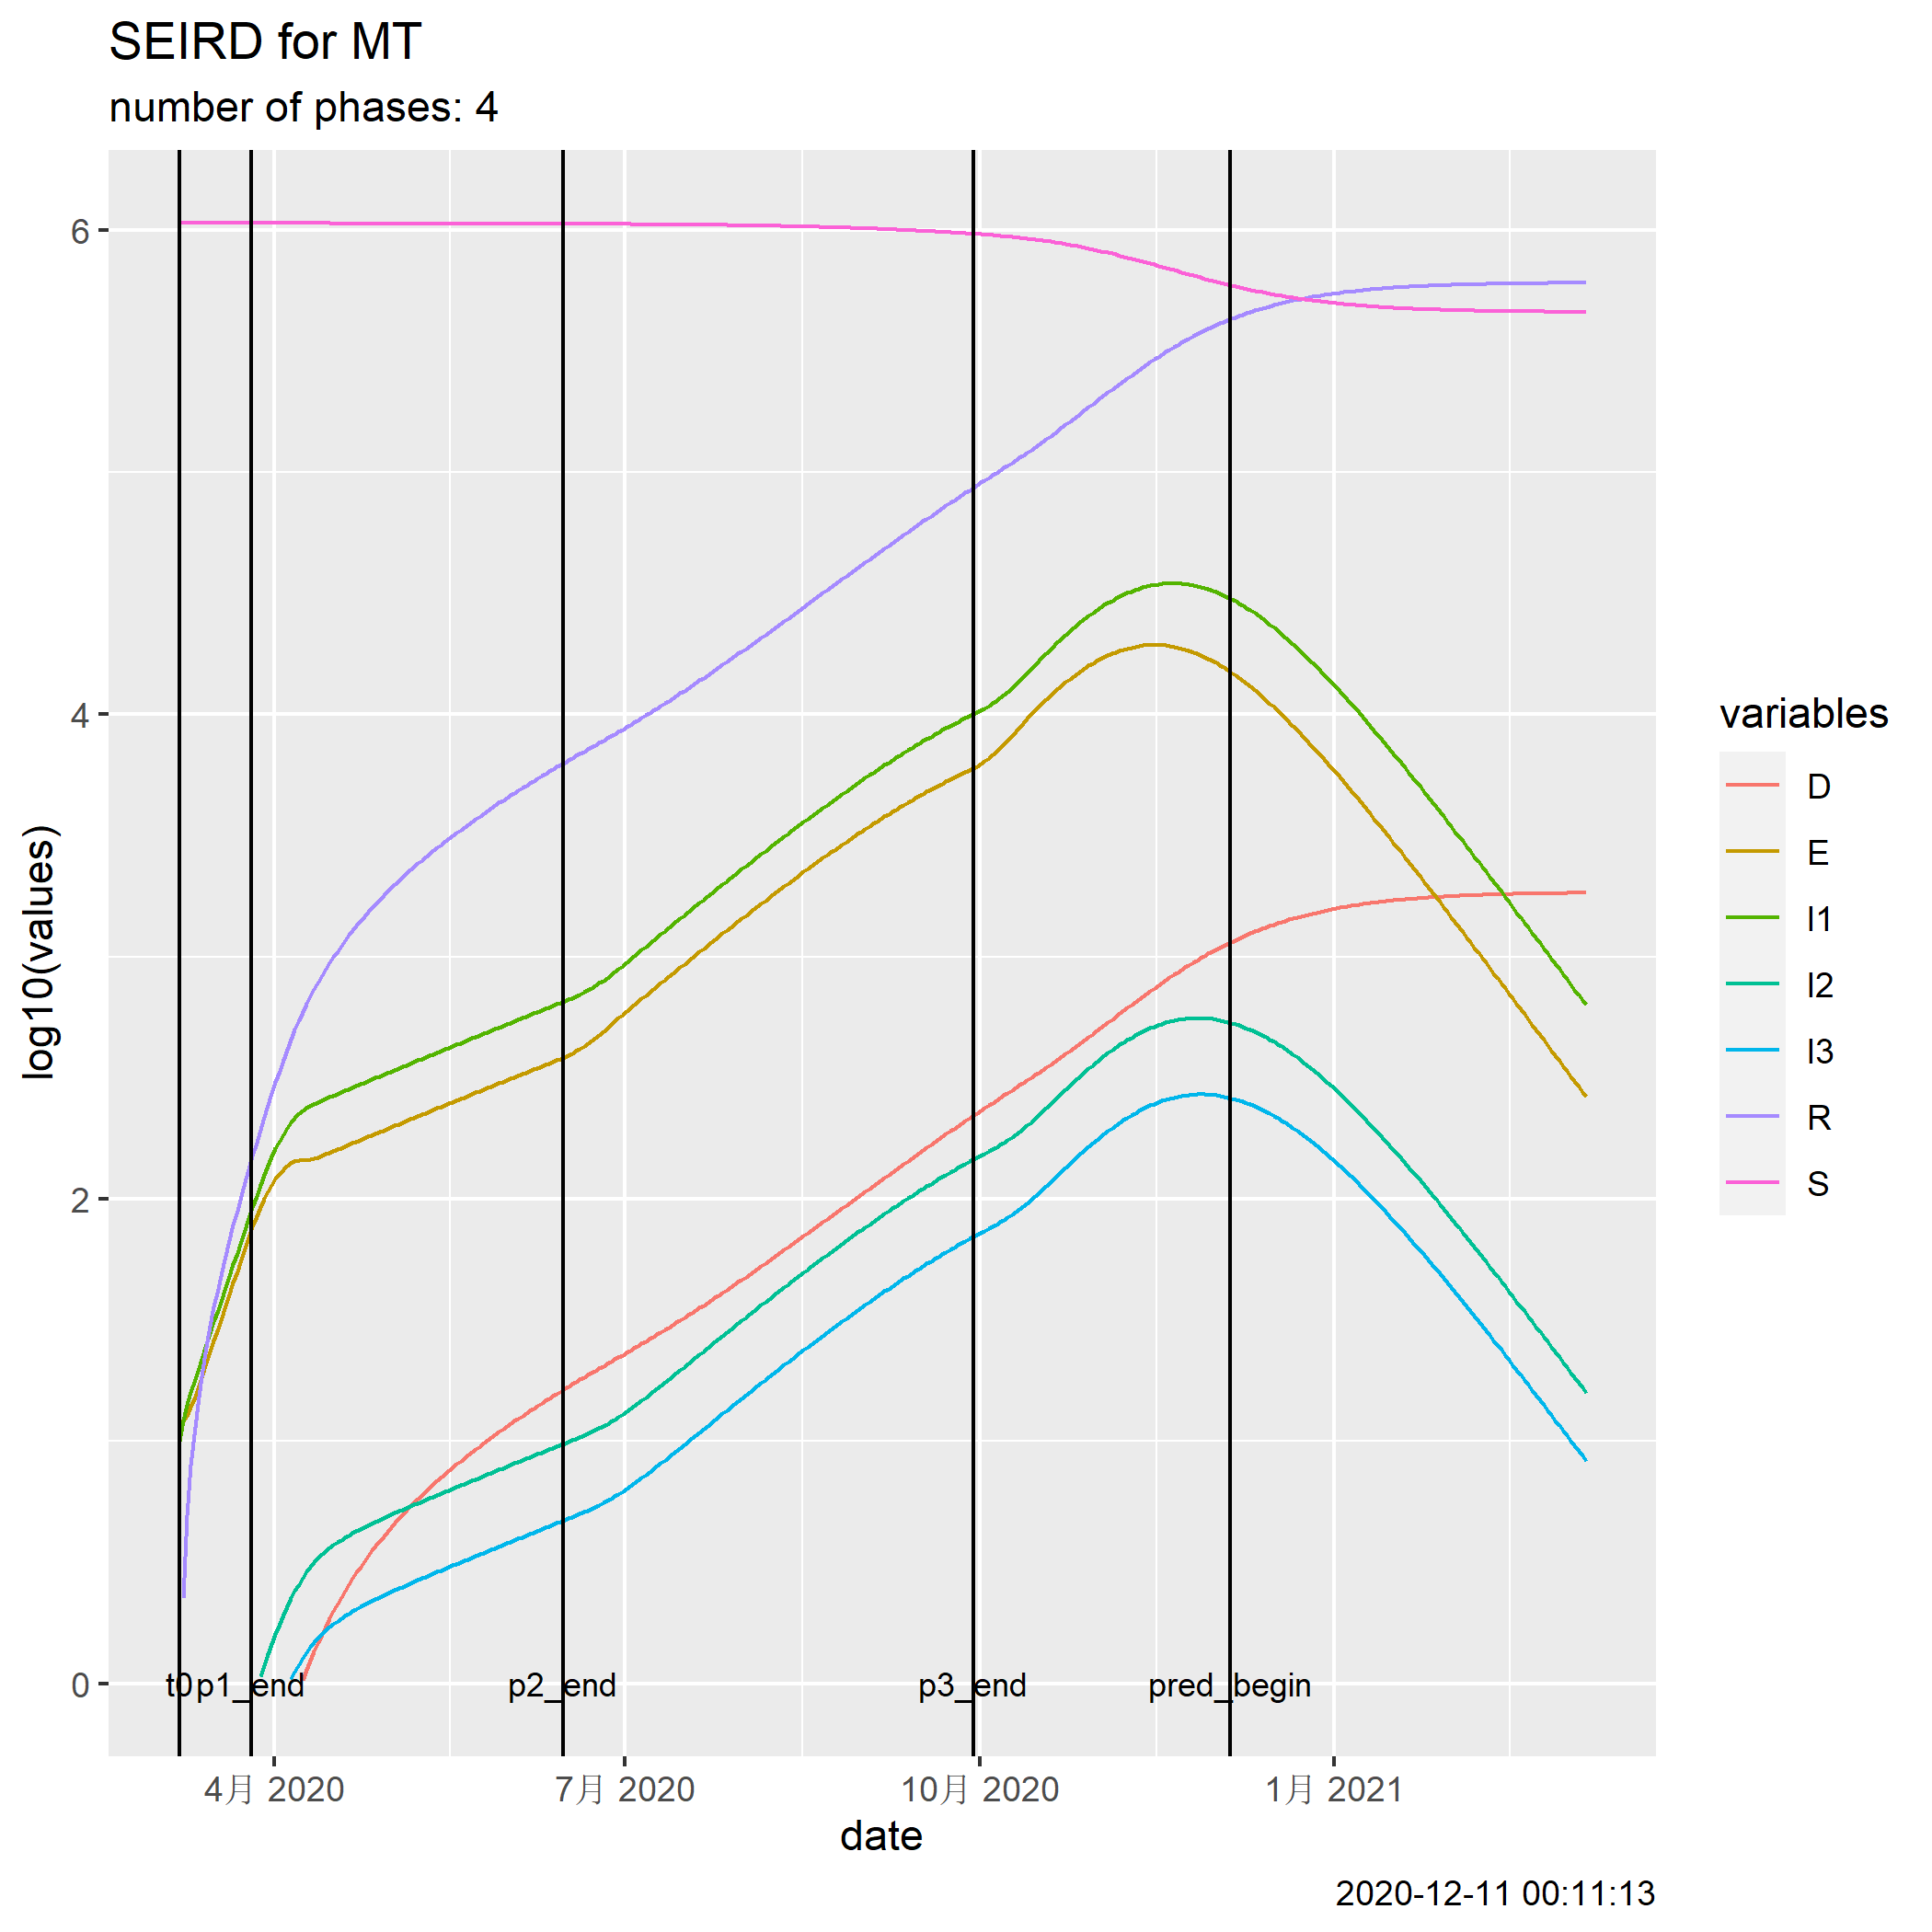 SEIRD for MT
number of phases: 4
6
4
2
0
log10(values)
t0
p1_end
p2_end
p3_end
pred_begin
4月 2020
7月 2020
10月 2020
1月 2021
date
variables
D
E
I1
I2
I3
R
S
2020-12-11 00:11:13